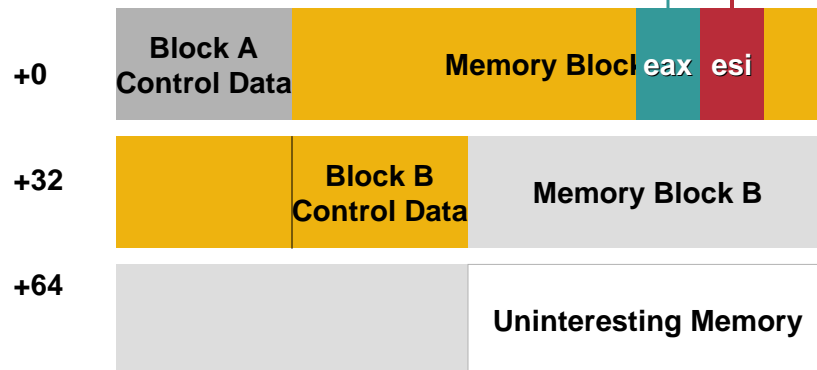 +0
Block A
Control Data
Memory Block
eax
esi
+32
Block B
Control Data
Memory Block B
+64
Uninteresting Memory